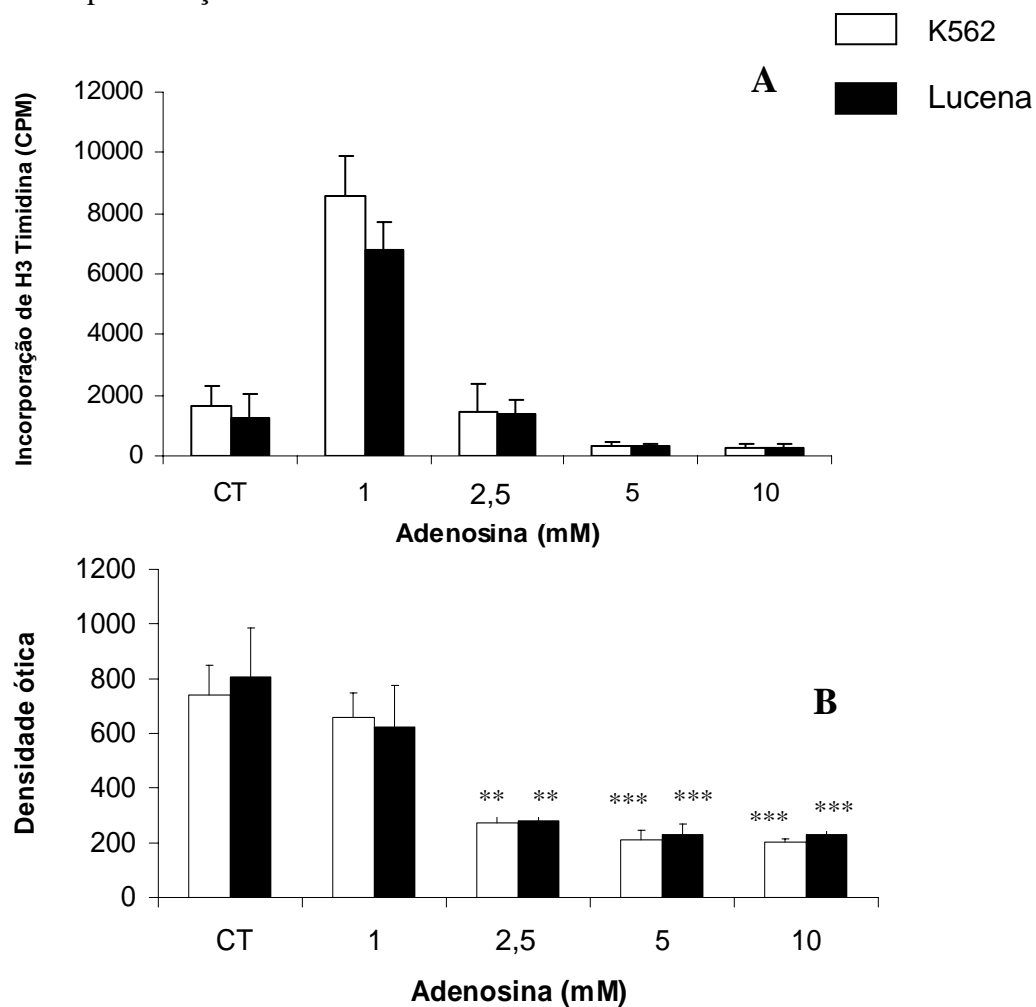 K562
Lucena
A
Incorporação de H3 Timidina (CPM)
12000
10000
8000
6000
4000
2000
0
CT 1 2,5 5 10
Adenosina (mM)
Densidade ótica
1200
1000
800
600
400
200
0
B
** ** *** *** *** ***
CT 1 2,5 5 10
Adenosina (mM)